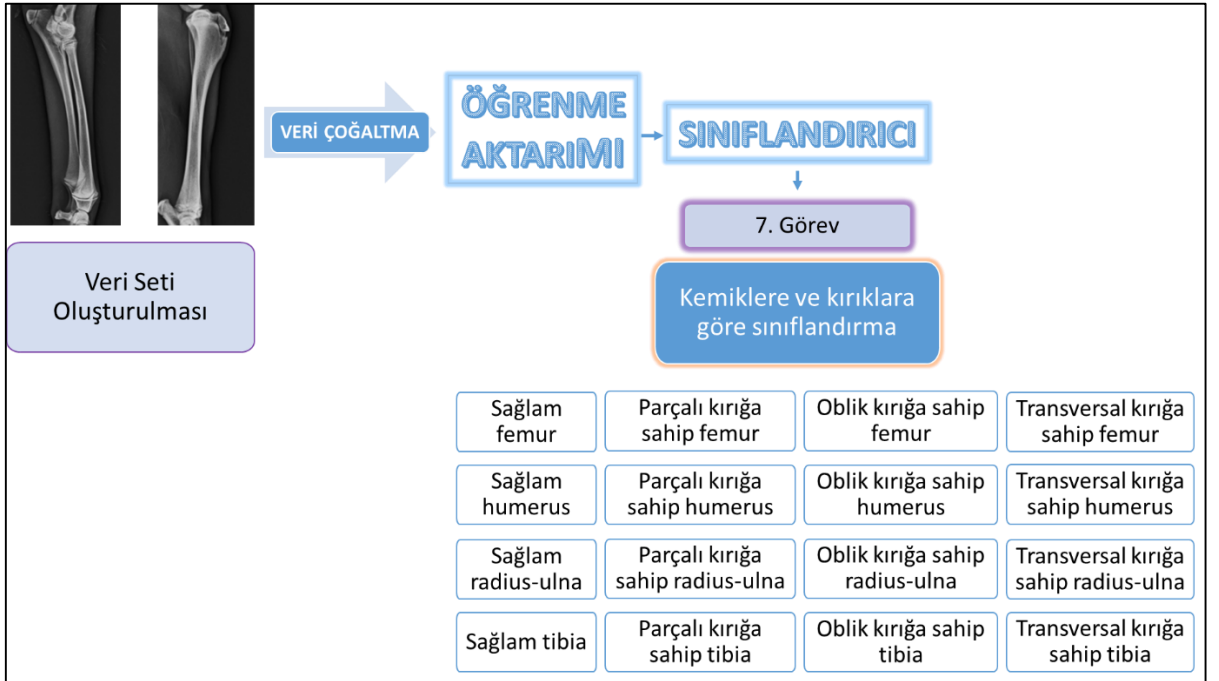 VERİ ÇOĞALTMA
ÖĞRENME
AKTARIMI
SINIFLANDIRICI
7. Görev
Veri Seti
Oluşturulması
Kemiklere ve kırıklara
göre sınıflandırma
Sağlam
femur
Parçalı kırığa
sahip femur
Oblik kırığa sahip
femur
Transversal kırığa
sahip femur
Sağlam
humerus
Parçalı kırığa
sahip humerus
Oblik kırığa sahip
humerus
Transversal kırığa
sahip humerus
Sağlam
radius-ulna
Parçalı kırığa
sahip radius-ulna
Oblik kırığa sahip
radius-ulna
Transversal kırığa
sahip radius-ulna
Sağlam tibia
Parçalı kırığa
sahip tibia
Oblik kırığa sahip
tibia
Transversal kırığa
sahip tibia